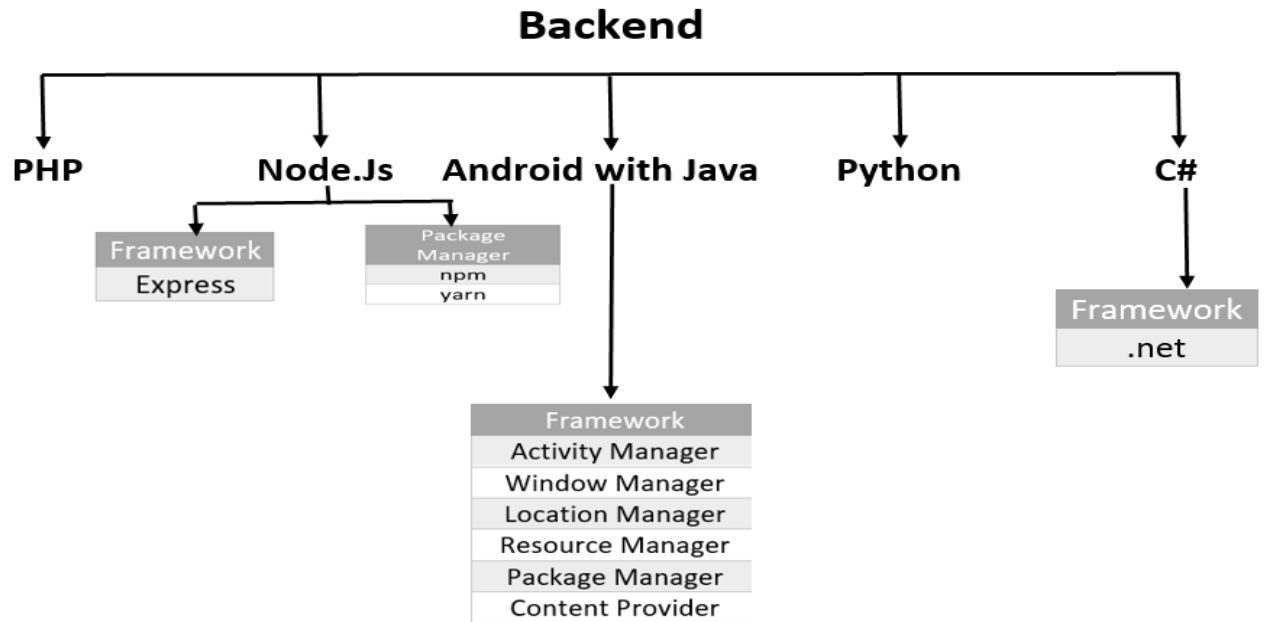 Backend
PHP
Node.Js
Android with Java
Python
C#
Framework
Express
Package
Manager
npm
yarn
Framework
.net
Framework
Activity Manager
Window Manager
Location Manager
Resource Manager
Package Manager
Content Provider